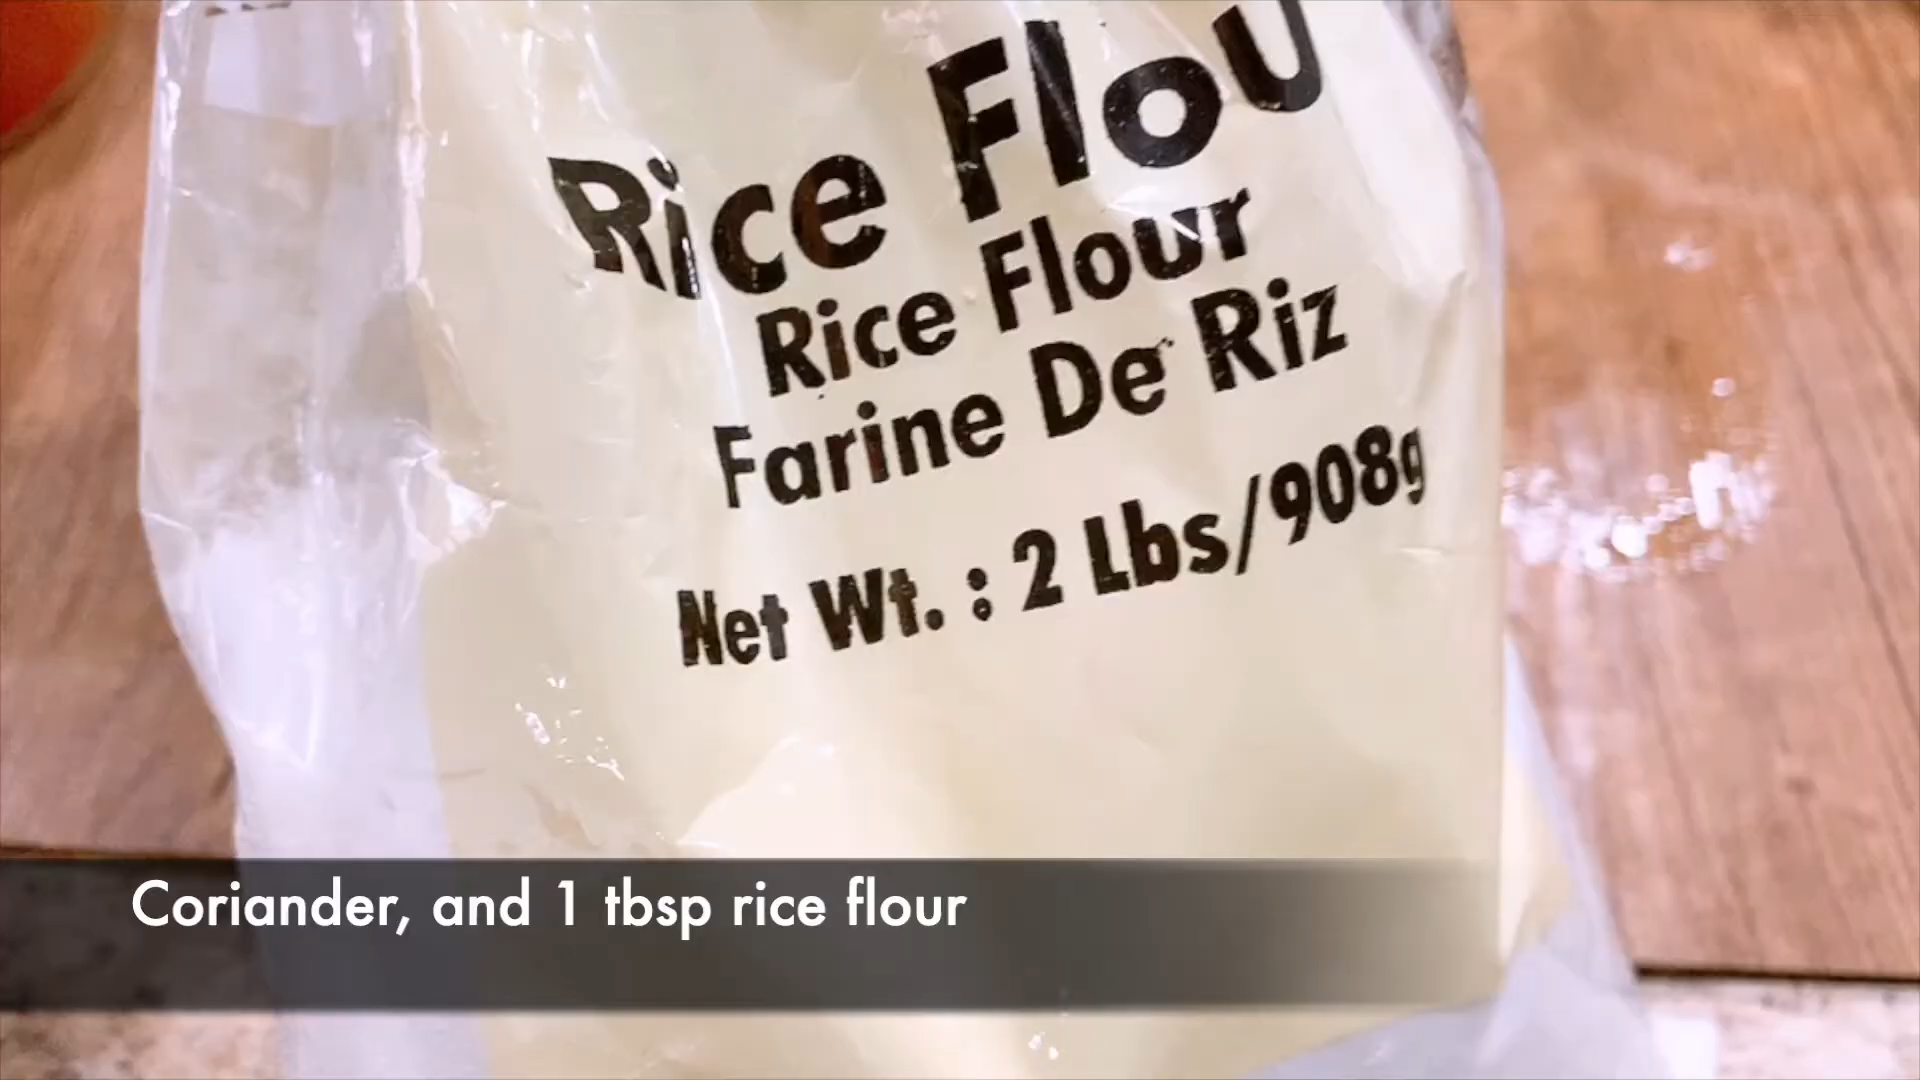 Rice Flou
Rice Flour
Farine De Riz
Net Wt. : 2 Lbs/908g
Coriander, and 1 tbsp rice flour